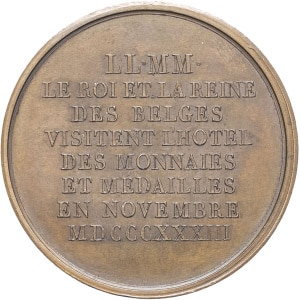 LL·MM·
LE ROI ET LA REINE
DES BELGES
VISITENT L'HOTEL
DES MONNAIES
ET MEDAILLES
EN NOVEMBRE
MDCCCXXXIII